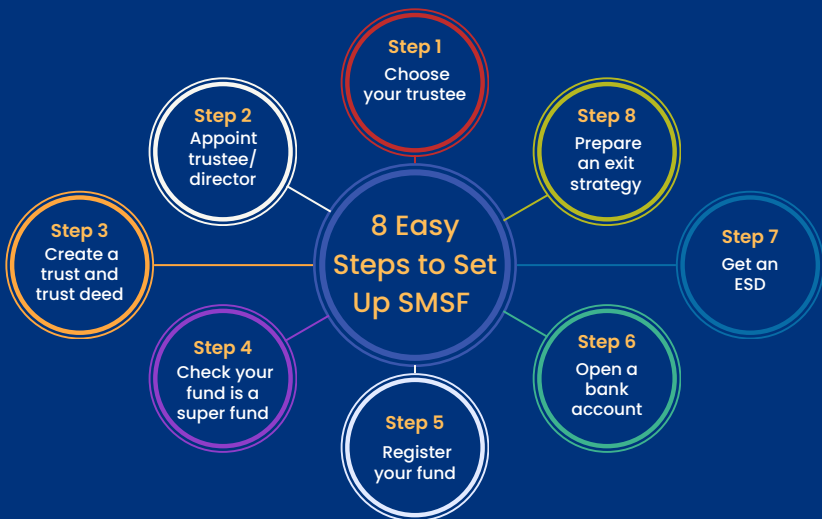 8 Easy
Steps to Set
Up SMSF
Step 1
Choose
your trustee
Step 2
Appoint
trustee/
director
Step 3
Create a
trust and
trust deed
Step 4
Check your
fund is a
super fund
Step 5
Register
your fund
Step 6
Open a
bank
account
Step 7
Get an
ESD
Step 8
Prepare
an exit
strategy